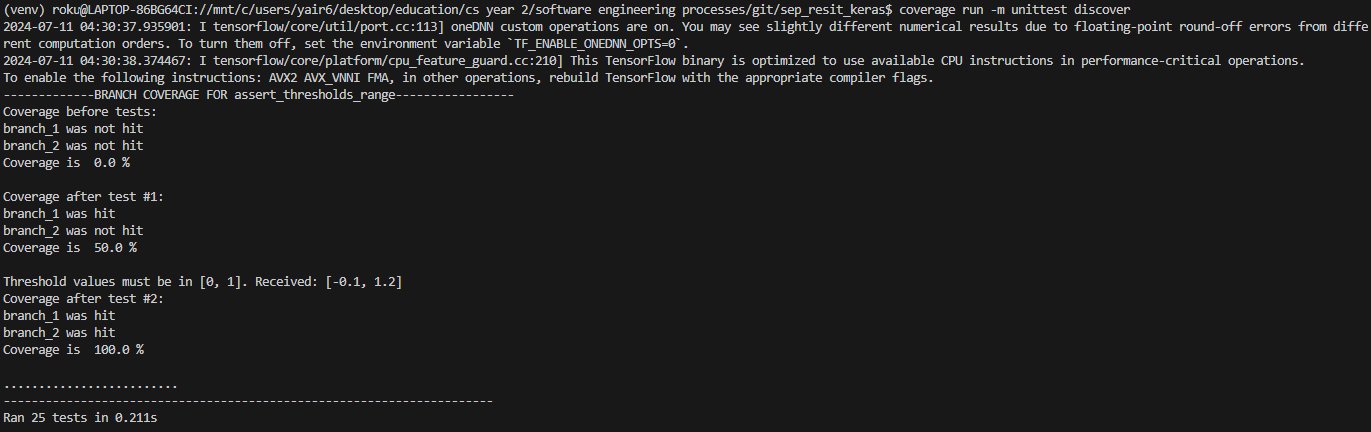 (venv) roku@LAPTOP-86BG64CI://mnt/c/users/yair6/desktop/education/cs year 2/software engineering processes/git/sep_resit_keras$ coverage run -m unittest discover
2024-07-11 04:30:37.935901: I tensorflow/core/util/port.cc:113] oneDNN custom operations are on. You may see slightly different numerical results due to floating-point round-off errors from diffe
rent computation orders. To turn them off, set the environment variable `TF_ENABLE_ONEDNN_OPTS=0`.
2024-07-11 04:30:38.374467: I tensorflow/core/platform/cpu_feature_guard.cc:210] This TensorFlow binary is optimized to use available CPU instructions in performance-critical operations.
To enable the following instructions: AVX2 AVX_VNNI FMA, in other operations, rebuild TensorFlow with the appropriate compiler flags.
-------------BRANCH COVERAGE FOR assert_thresholds_range-----------------
Coverage before tests:
branch_1 was not hit
branch_2 was not hit
Coverage is  0.0 %
Coverage after test #1:
branch_1 was hit
branch_2 was not hit
Coverage is  50.0 %
Threshold values must be in [0, 1]. Received: [-0.1, 1.2]
Coverage after test #2:
branch_1 was hit
branch_2 was hit
Coverage is  100.0 %
.........................
----------------------------------------------------------------------
Ran 25 tests in 0.211s